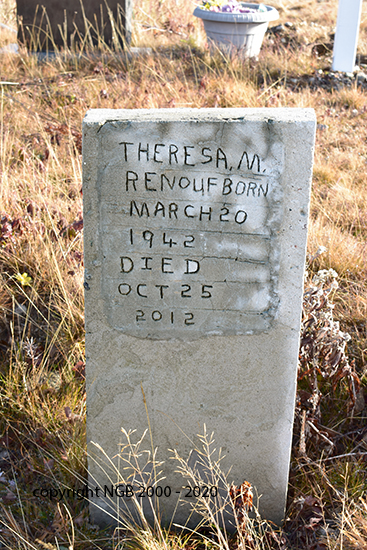 THERESA, M,
RENOUF BORN
MARCH 20
1942
DIED
OCT 25
2012
copyright NGB 2000 - 2020